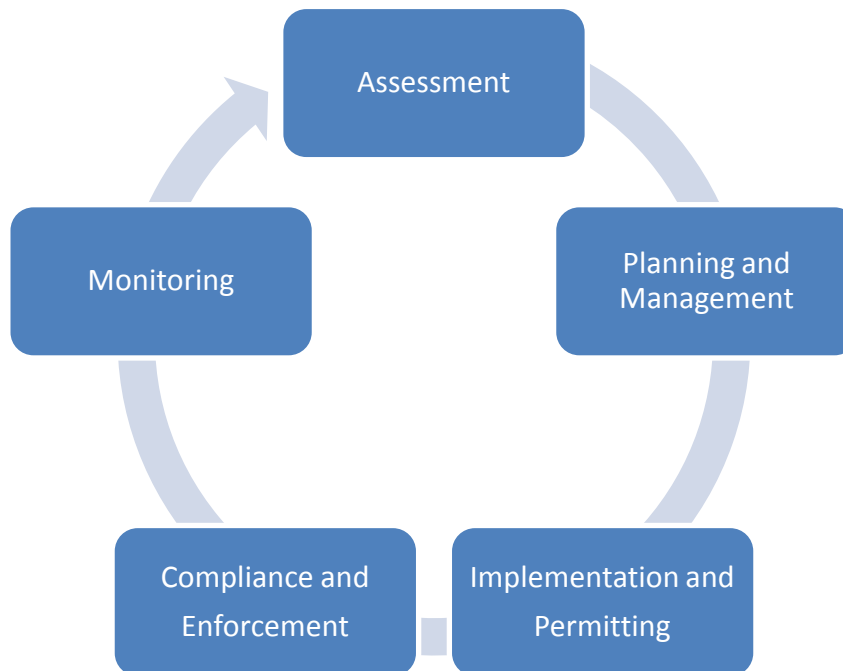 Assessment
Planning and
Management
Implementation and
Permitting
Compliance and
Enforcement
Monitoring